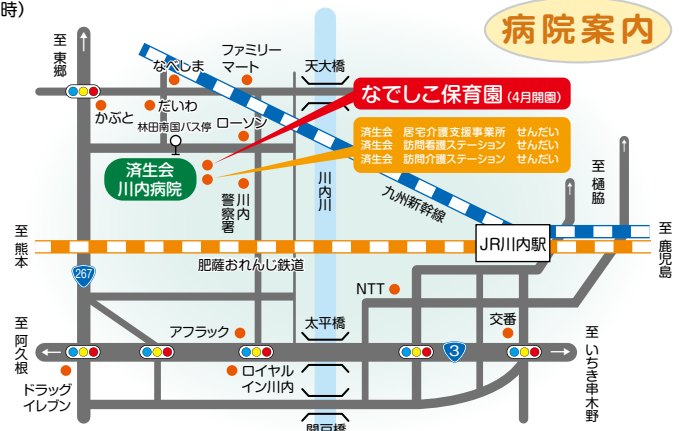 時)
病院案内
至 東郷
ファミリー
マート
なべしま
天大橋
なでしこ保育園 (4月開園)
かぶと
だいわ
林田南国バス停
ローソン
済生会 居宅介護支援事業所 せんだい
済生会 訪問看護ステーション せんだい
済生会 訪問介護ステーション せんだい
済生会
川内病院
川内
警察署
川内川
九州新幹線
至 樋脇
至 熊本
JR川内駅
至 鹿児島
肥薩おれんじ鉄道
267
NTT
至 阿久根
アフラック
太平橋
交番
3
至 いちき串木野
ドラッグ
イレブン
ロイヤル
イン川内
開戸橋